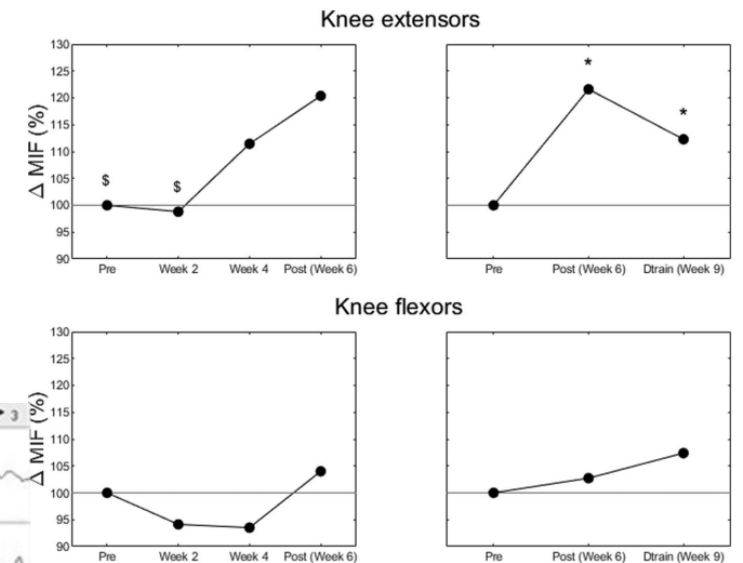 Knee extensors
130
125
120
115
110
105
100
95
90
Δ MIF (%)
$
$
Pre
Week 2
Week 4
Post (Week 6)
*
*
Pre
Post (Week 6)
Dtrain (Week 9)
Knee flexors
130
125
120
115
110
105
100
95
90
Δ MIF (%)
3
Pre
Week 2
Week 4
Post (Week 6)
Pre
Post (Week 6)
Dtrain (Week 9)